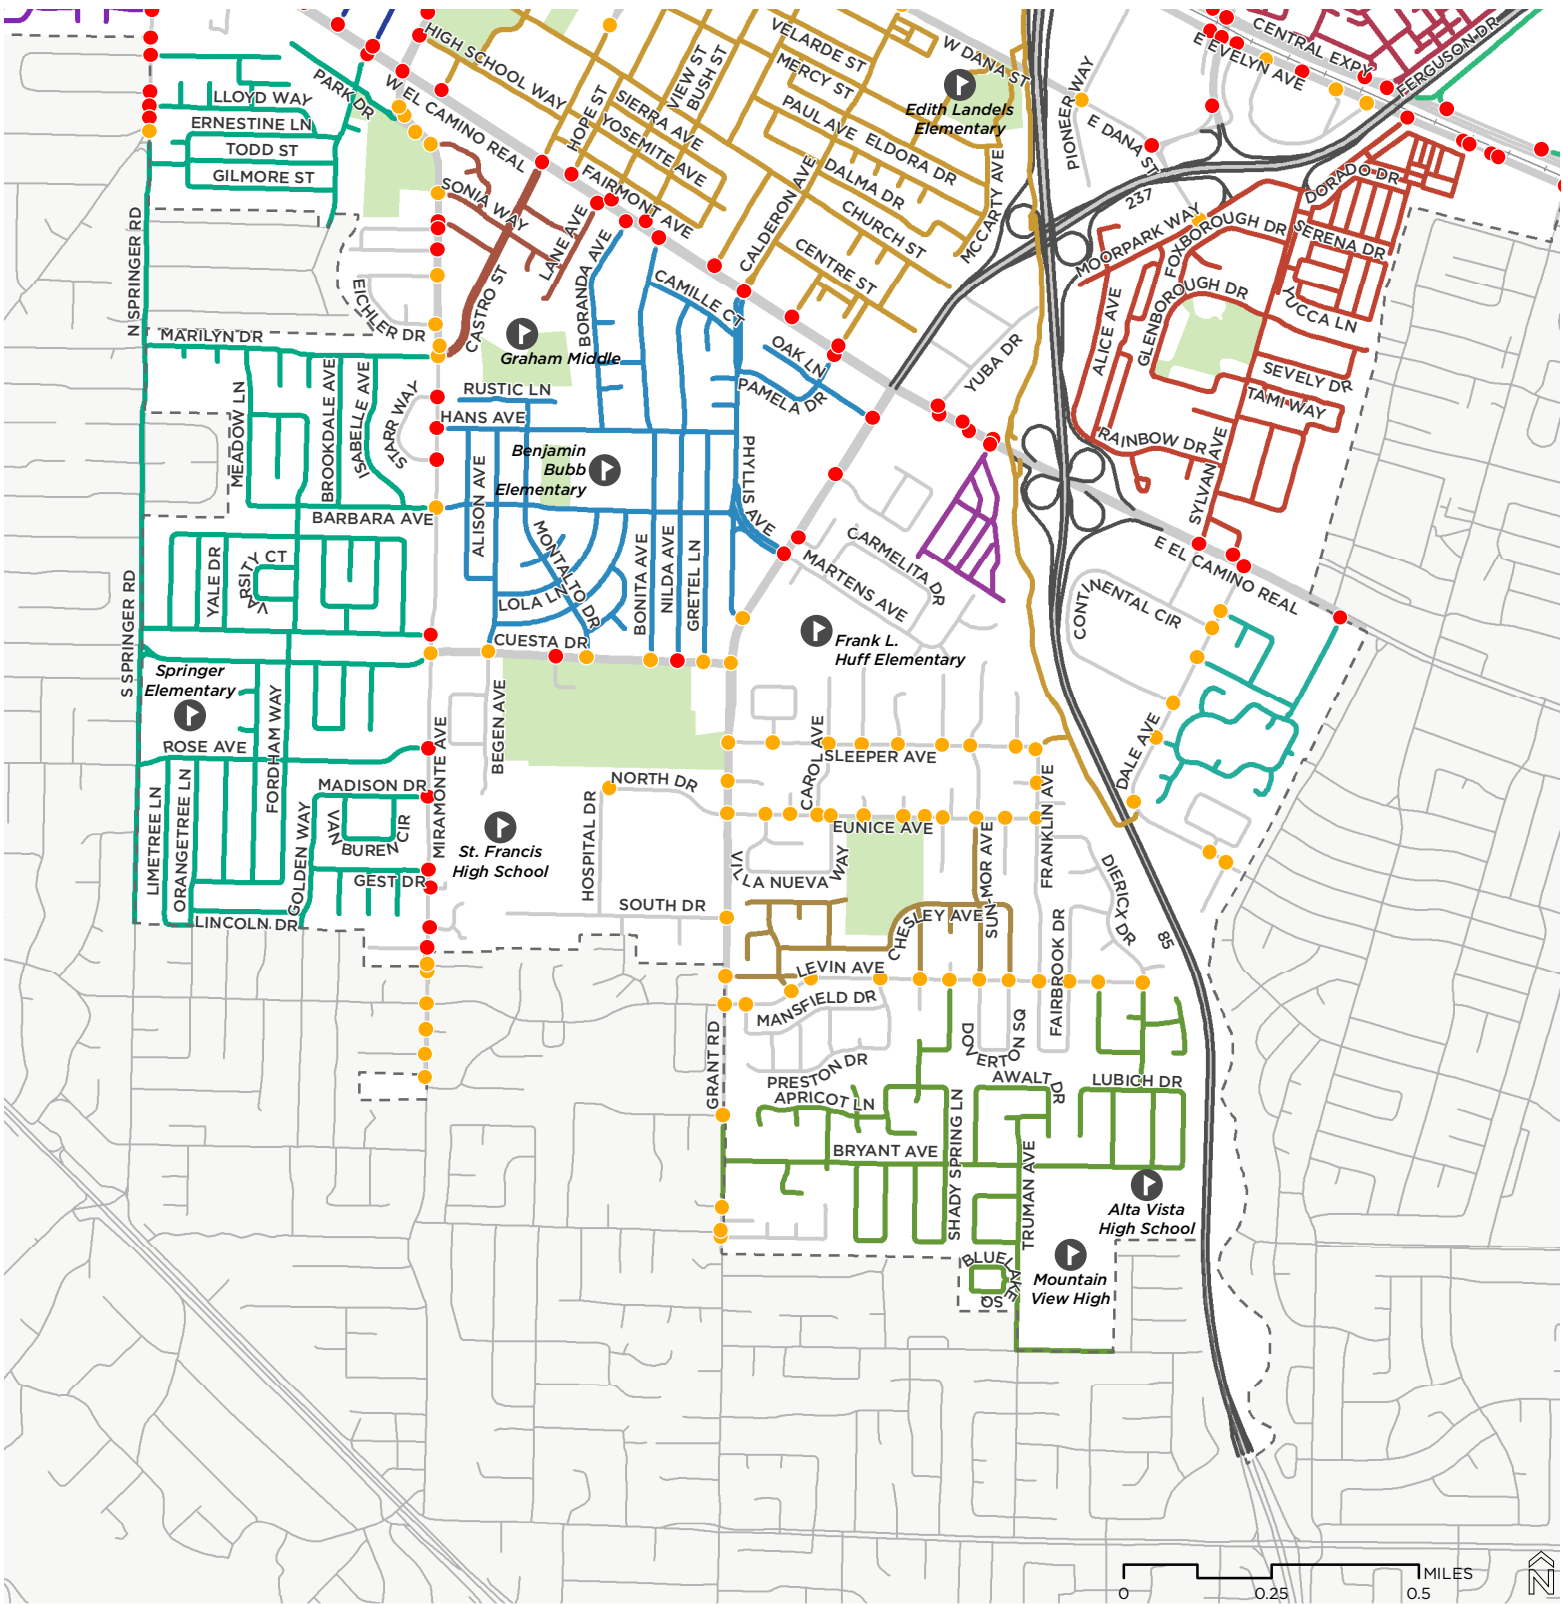 CENTRAL EXPY
FERGUSON DR
E EVELYN AVE
HIGH SCHOOL WAY
VIEW ST
BUSH ST
VELARDE ST
W DANA ST
MERCY ST
PIONEER WAY
Edith Landels
Elementary
PARK DR
W EL CAMINO REAL
LLOYD WAY
ERNESTINE LN
TODD ST
GILMORE ST
HOPE ST
SIERRA AVE
YOSEMITE AVE
PAUL AVE
ELDORA DR
E DANA ST
FAIRMONT AVE
CALDERON AVE
DALMA DR
MCCARTY AVE
237
DORADO DR
SONIA WAY
LANE AVE
CHURCH ST
MOORPARK WAY
FOXBOROUGH DR
SERENA DR
N SPRINGER RD
CENTRE ST
EICHLER DR
CASTRO ST
BORANDA AVE
CAMILLE CT
GLENBOROUGH DR
YUCCA LN
ALICE AVE
MARILYN DR
Graham Middle
OAK LN
YUBA DR
SEVELY DR
RUSTIC LN
PAMELA DR
TAMI WAY
MEADOW LN
BROOKDALE AVE
ISABELLE AVE
STARR WAY
HANS AVE
RAINBOW DR
SYLVAN AVE
Benjamin
Bubb
Elementary
PHYLLIS AVE
BARBARA AVE
ALISON AVE
MONTALTO DR
CARMELITA DR
MARTENS AVE
E EL CAMINO REAL
YALE DR
VARSITY CT
LOLA LN
BONITA AVE
NILDA AVE
GRETEL LN
CONTINENTAL CIR
S SPRINGER RD
CUESTA DR
Frank L.
Huff Elementary
Springer
Elementary
FORDHAM WAY
BEGEN AVE
MIRAMONTE AVE
ROSE AVE
CAROL AVE
SLEEPER AVE
DALE AVE
MADISON DR
NORTH DR
FRANKLIN AVE
LIMETREE LN
ORANGETREE LN
GOLDEN WAY
VAN BUREN CIR
HOSPITAL DR
EUNICE AVE
St. Francis
High School
VILLA NUEVA WAY
SUN-MOR AVE
DIERICX DR
GEST DR
SOUTH DR
CHESLEY AVE
LINCOLN DR
85
LEVIN AVE
FAIRBROOK DR
MANSFIELD DR
DOVERTON SQ
GRANT RD
PRESTON DR
AWALT DR
LUBICH DR
APRICOT LN
SHADY SPRING LN
BRYANT AVE
TRUMAN AVE
Alta Vista
High School
BLUE LAKE
SQ
Mountain
View High
MILES
0
0.25
0.5
N